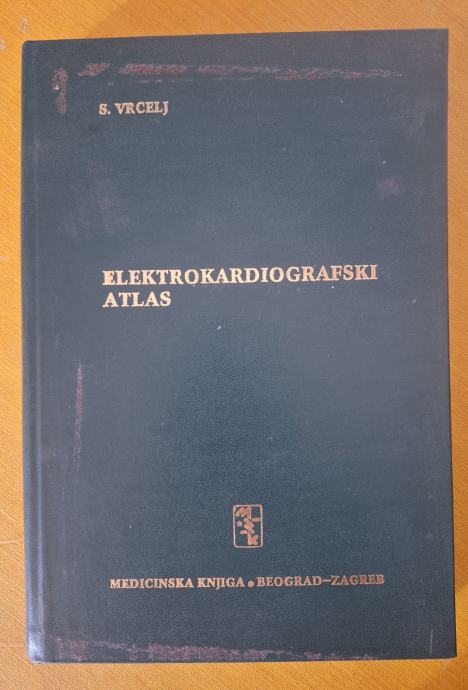 S. VRCELJ
ELEKTROKARDIOGRAFSKI
ATLAS
MEDICINSKA KNJIGA • BEOGRAD–ZAGREB